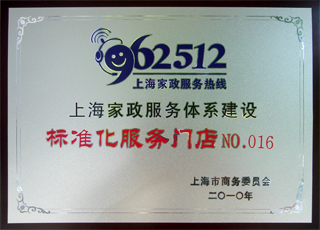 962512
上海家政服务热线
上海家政服务体系建设
标准化服务门店NO.016
上海市商务委员会
二〇一〇年